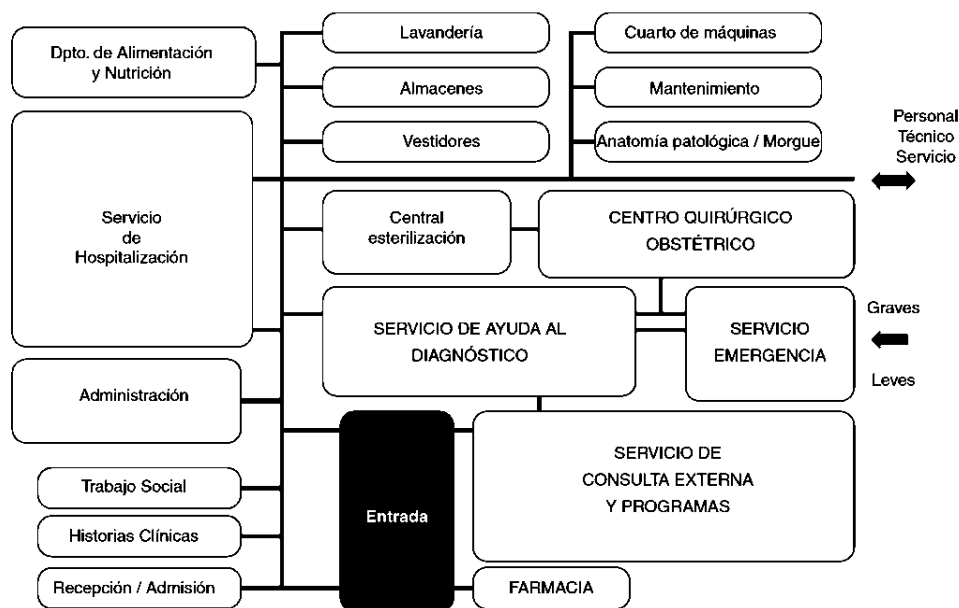 Dpto. de Alimentación
y Nutrición
Lavandería
Cuarto de máquinas
Almacenes
Mantenimiento
Vestidores
Anatomía patológica / Morgue
Personal
Técnico
Servicio
Servicio
de
Hospitalización
Central
esterilización
CENTRO QUIRÚRGICO
OBSTÉTRICO
SERVICIO DE AYUDA AL
DIAGNÓSTICO
SERVICIO
EMERGENCIA
Graves
Leves
Administración
Entrada
SERVICIO DE
CONSULTA EXTERNA
Y PROGRAMAS
Trabajo Social
Historias Clínicas
Recepción / Admisión
FARMACIA